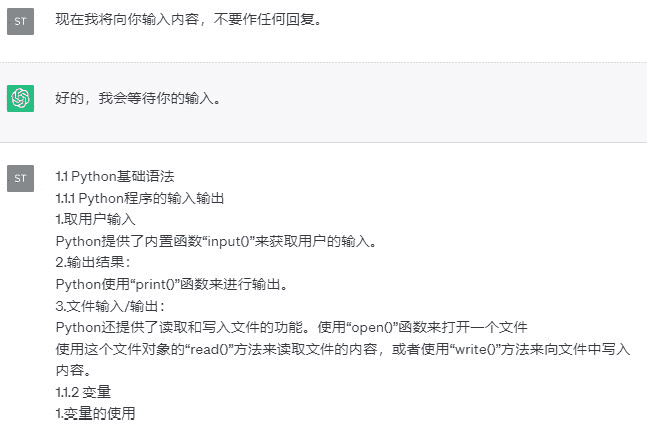 ST
现在我将向你输入内容，不要作任何回复。
好的，我会等待你的输入。
ST
1.1 Python基础语法
1.1.1 Python程序的输入输出
1.取用户输入
Python提供了内置函数“input()”来获取用户的输入。
2.输出结果：
Python使用“print()”函数来进行输出。
3.文件输入/输出：
Python还提供了读取和写入文件的功能。使用“open()”函数来打开一个文件
使用这个文件对象的“read()”方法来读取文件的内容，或者使用“write()”方法来向文件中写入
内容。
1.1.2 变量
1.变量的使用